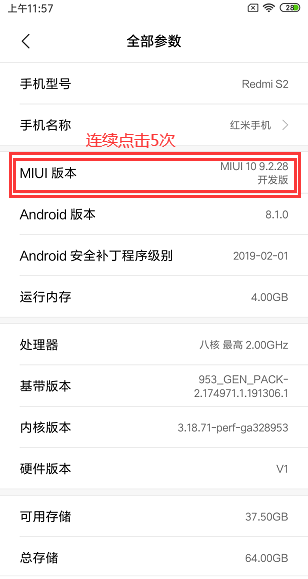 上午11:57
28
全部参数
手机型号 Redmi S2
手机名称 红米手机
连续点击5次
MIUI 版本 MIUI 10 9.2.28
开发版
Android 版本 8.1.0
Android 安全补丁程序级别 2019-02-01
运行内存 4.00GB
处理器 八核 最高 2.00GHz
基带版本 953_GEN_PACK-
2.174971.1.191306.1
内核版本 3.18.71-perf-ga328953
硬件版本 V1
可用存储 37.50GB
总存储 64.00GB